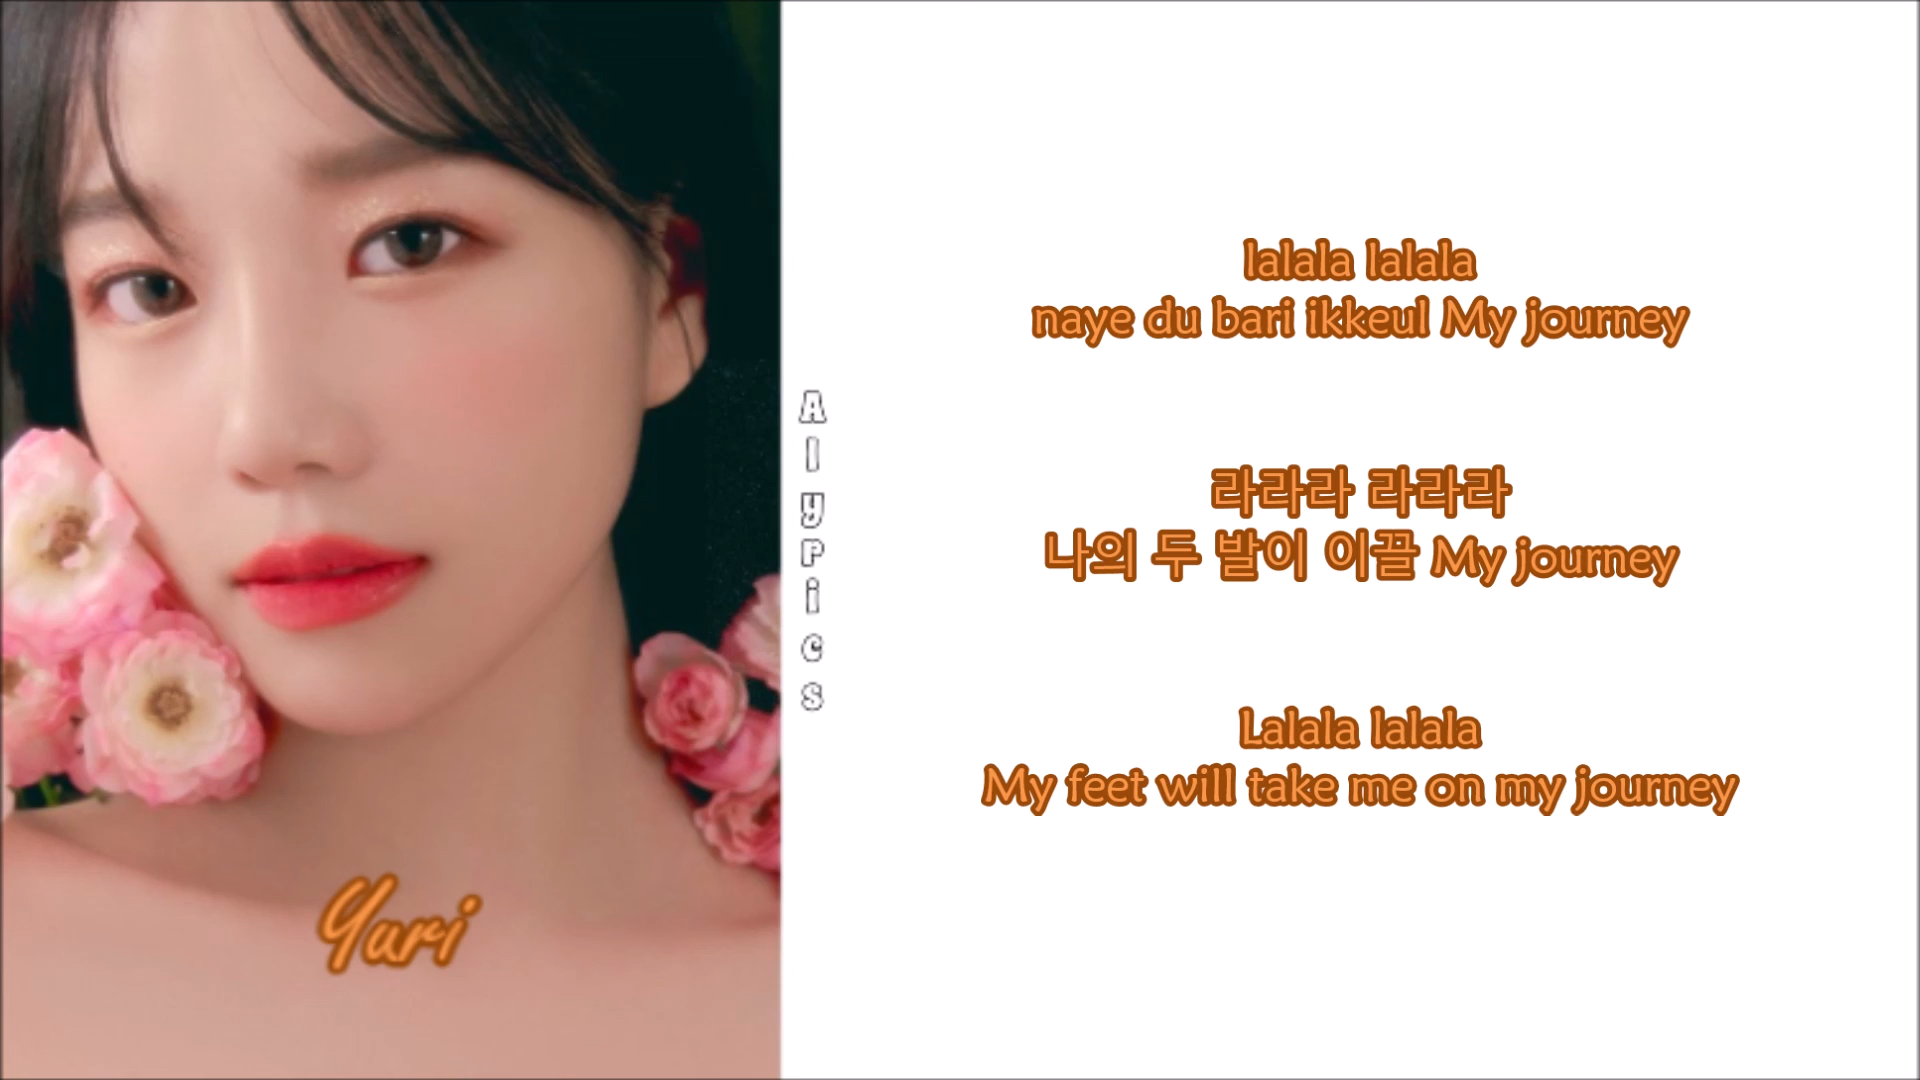 lalala lalala
naye du bari ikkeul My journey
라라라 라라라
나의 두 발이 이끌 My journey
Lalala lalala
My feet will take me on my journey
AlyPics
Yuri